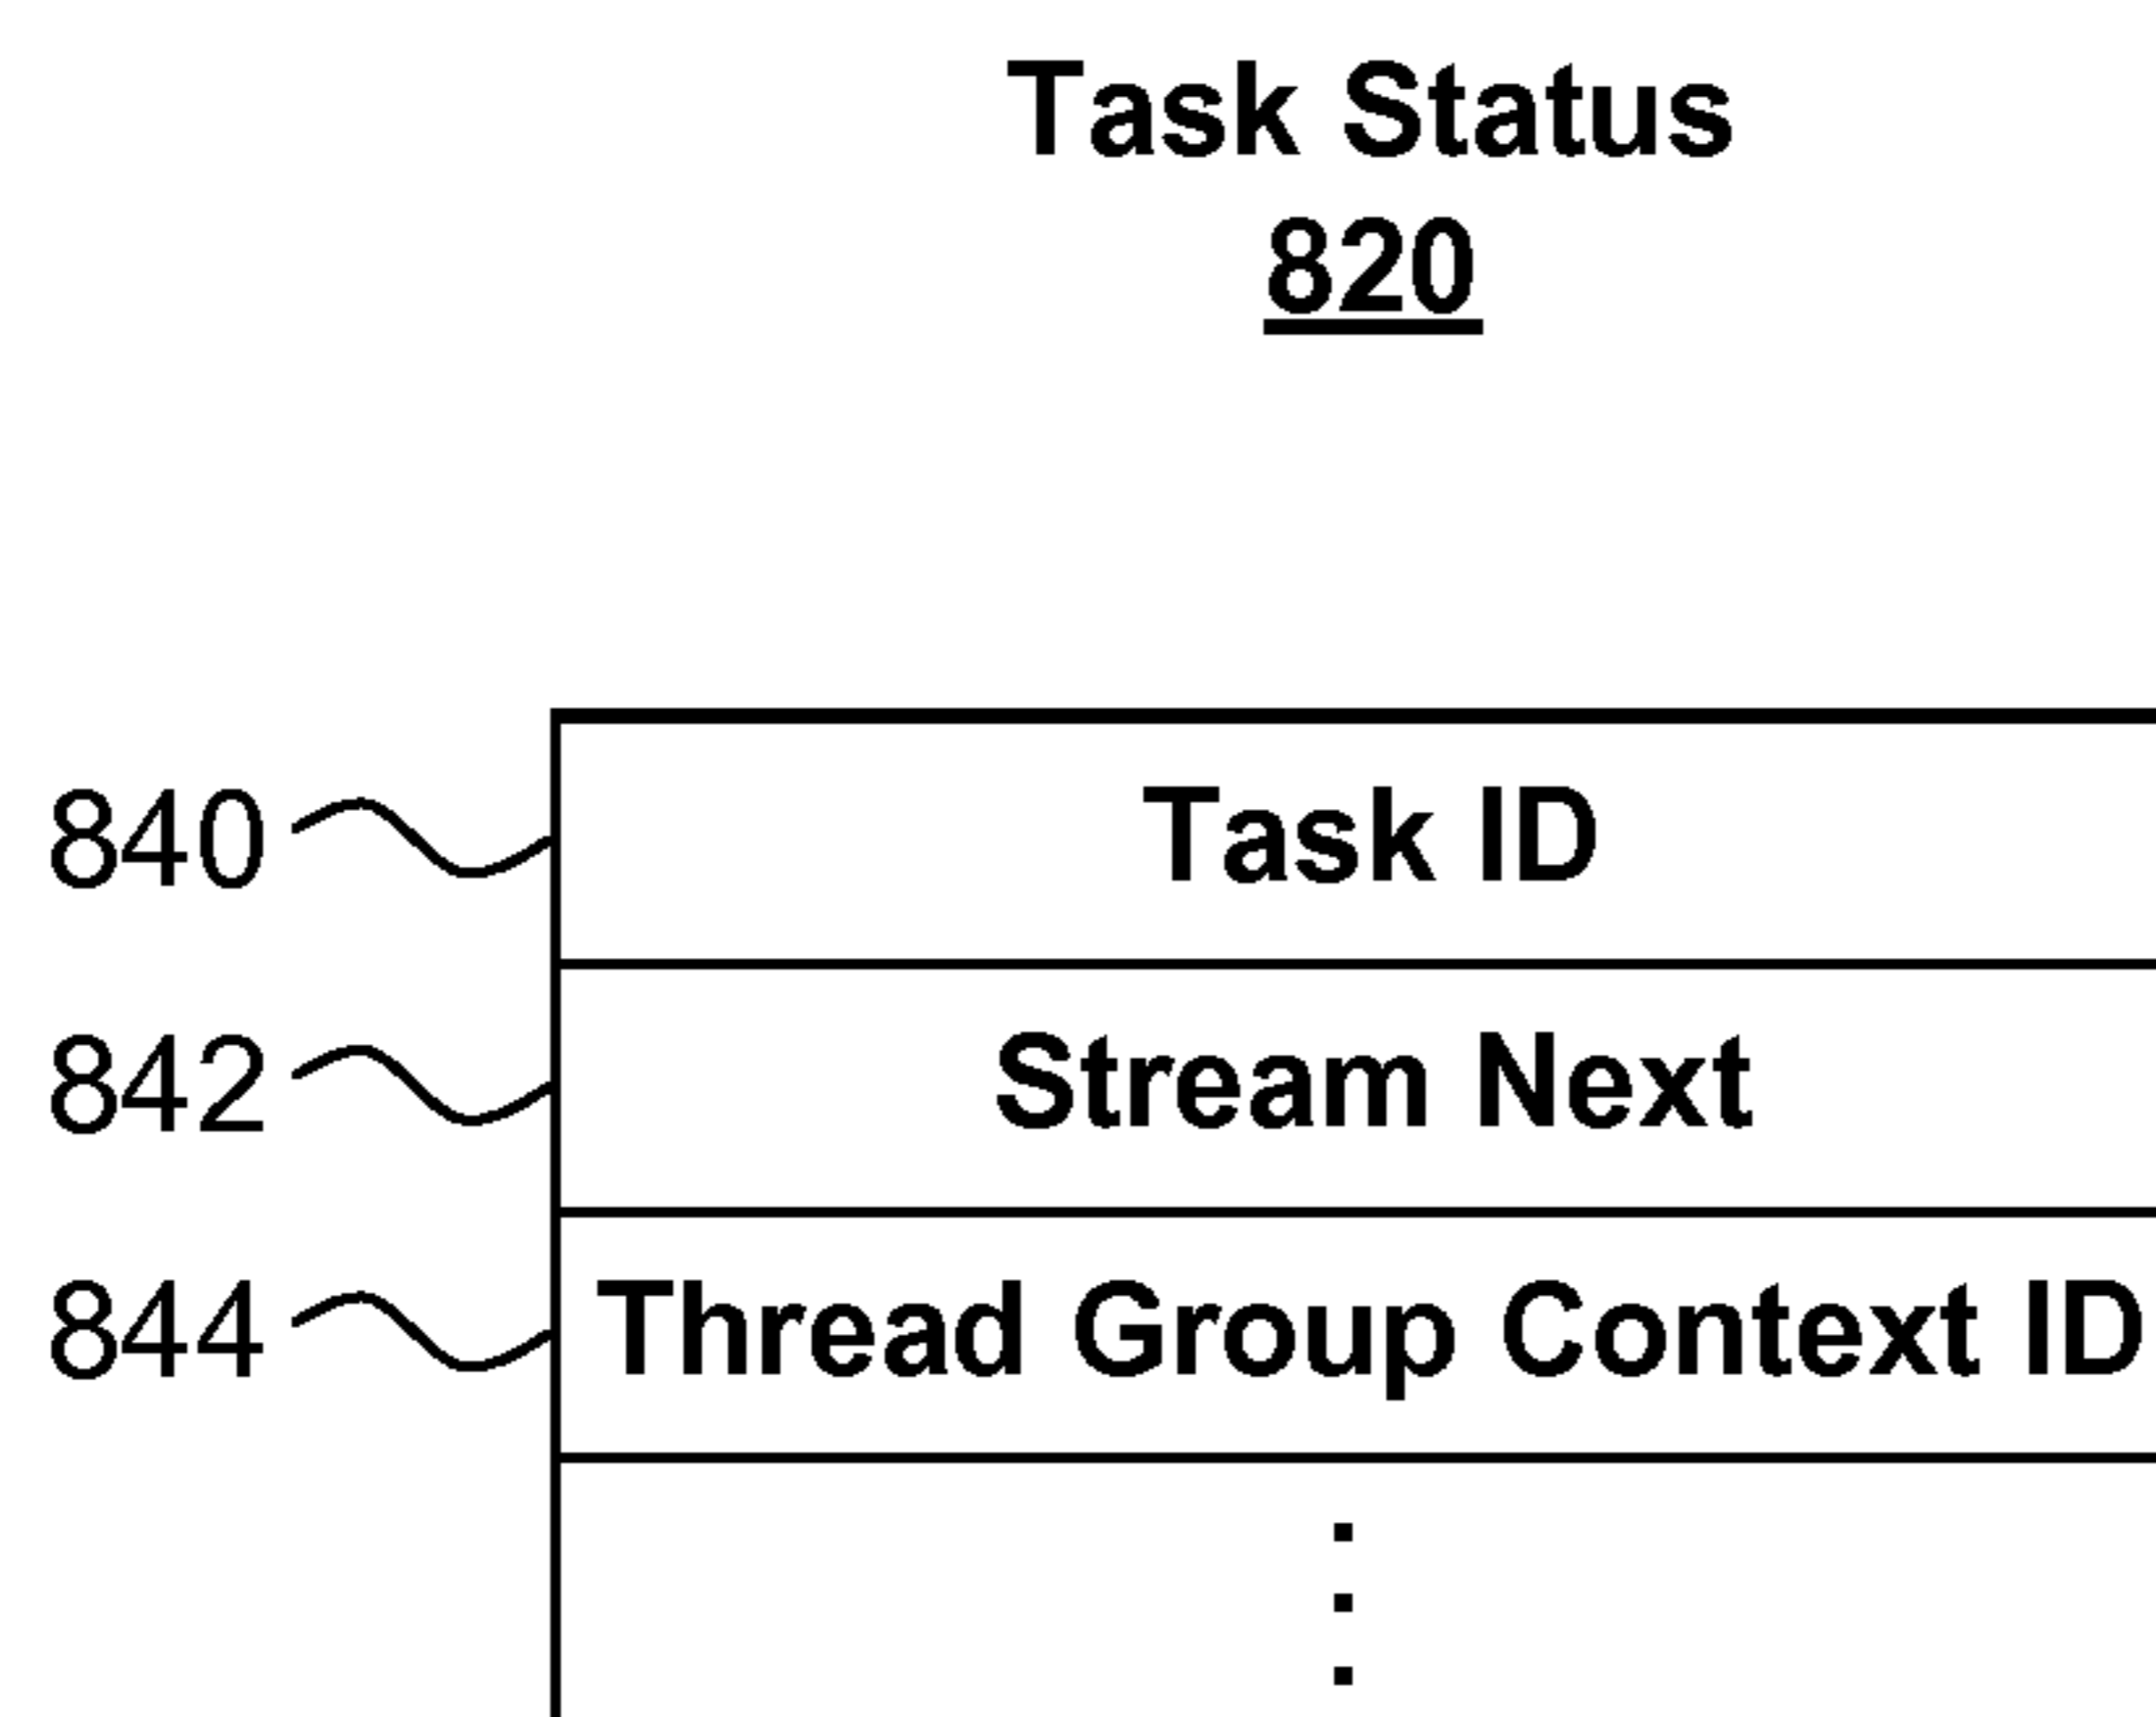 Task Status
820
840 Task ID
842 Stream Next
844 Thread Group Context ID